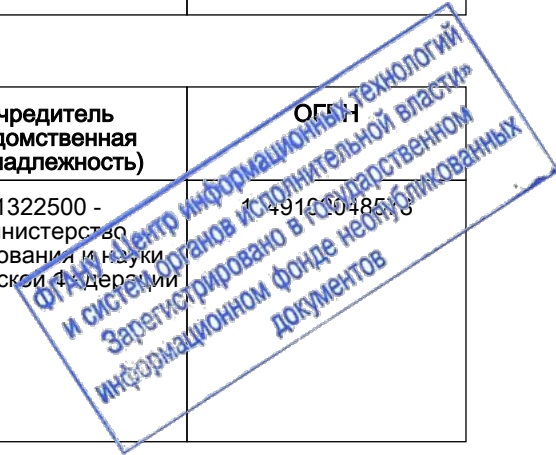 чредитель
домственная
надлежность)
ОГРН
1322500 -
нистерство
ования и науки
ской Федерации
ФГАНУ «Центр информационных технологий
и систем органов исполнительной власти»
Зарегистрировано в государственном
информационном фонде неопубликованных
документов